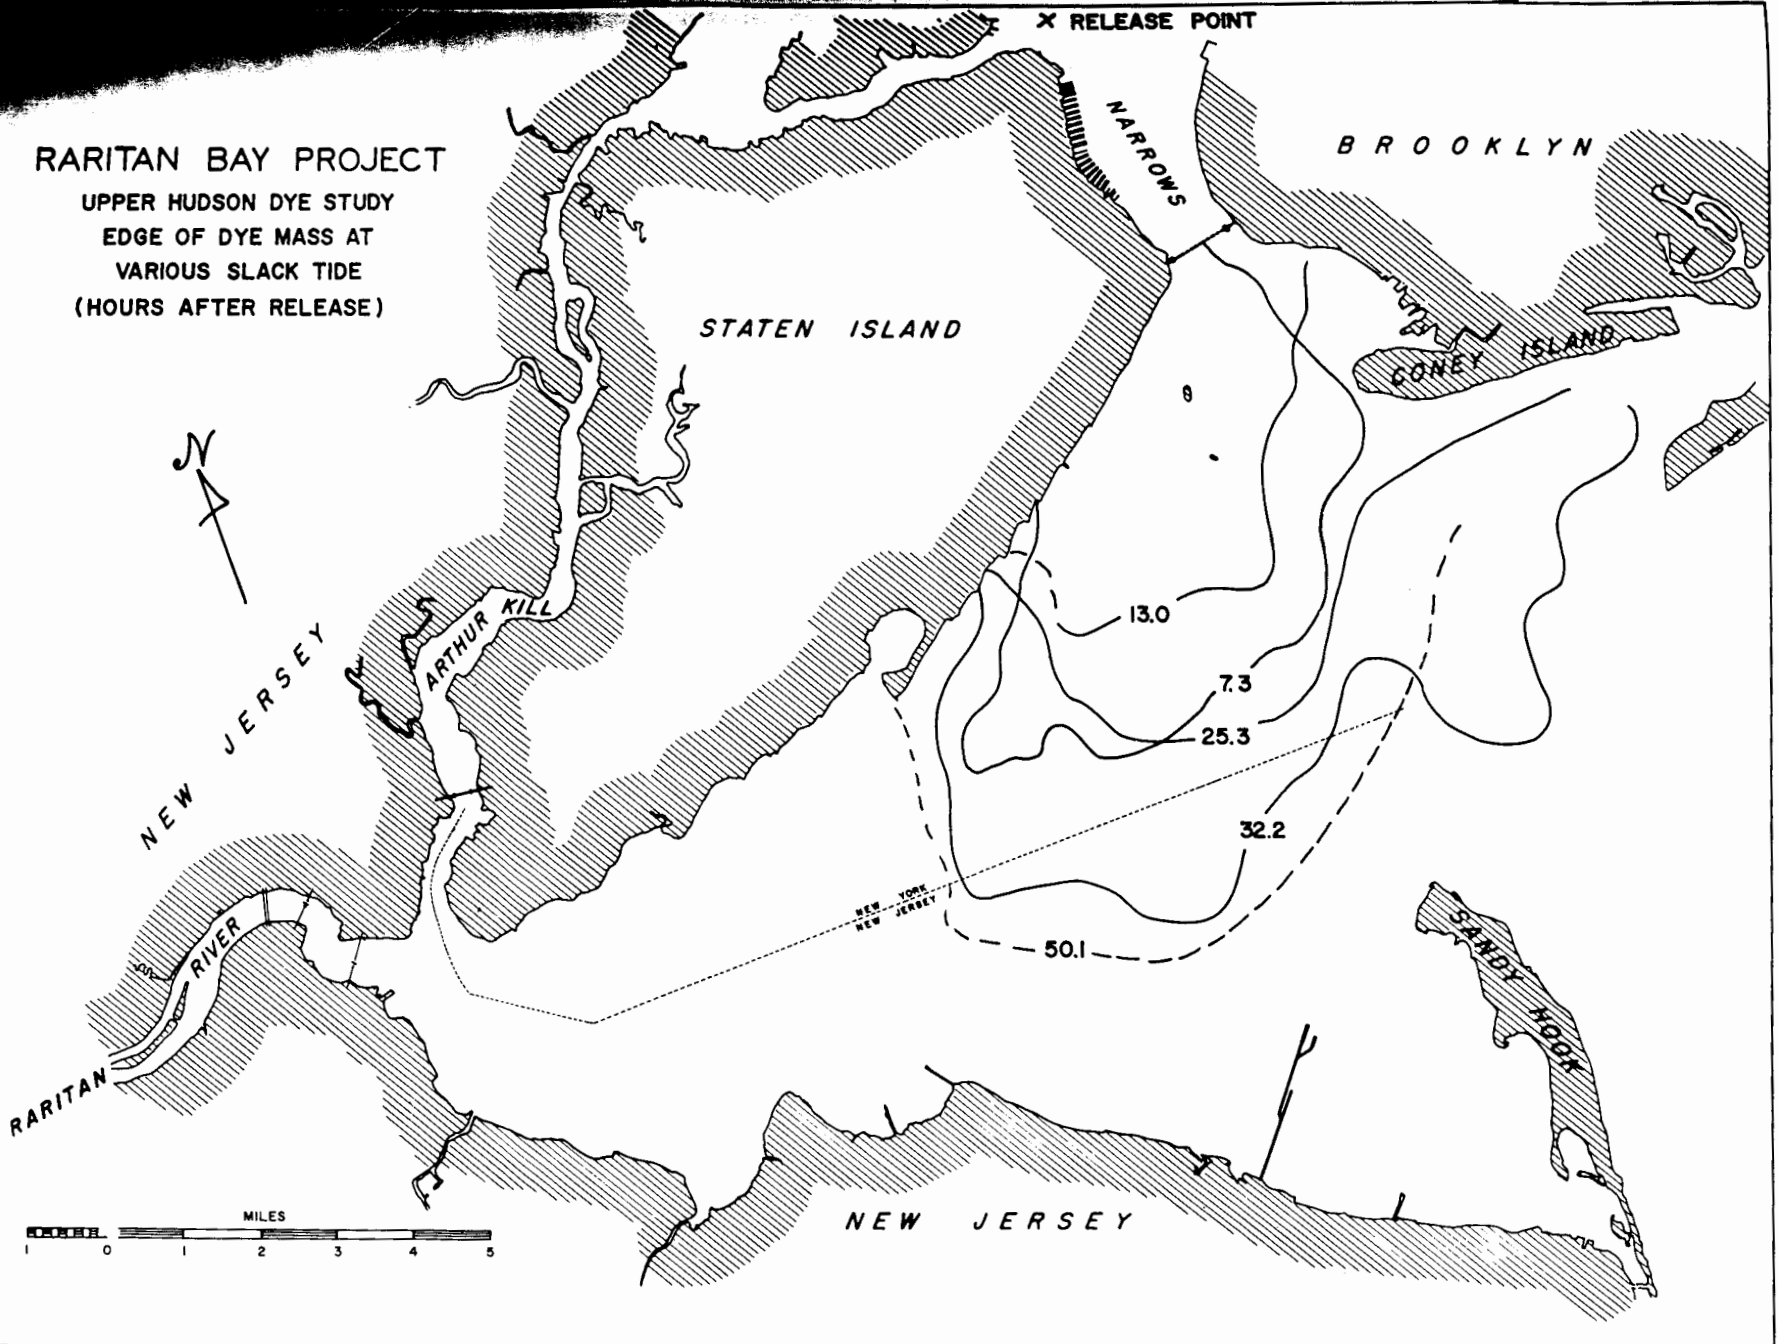 × RELEASE POINT
NARROWS
BROOKLYN
RARITAN BAY PROJECT
UPPER HUDSON DYE STUDY
EDGE OF DYE MASS AT
VARIOUS SLACK TIDE
(HOURS AFTER RELEASE)
STATEN ISLAND
CONEY ISLAND
N
ARTHUR KILL
13.0
NEW JERSEY
7.3
25.3
32.2
NEW YORK
NEW JERSEY
50.1
SANDY HOOK
RARITAN RIVER
NEW JERSEY
MILES
1 0 1 2 3 4 5